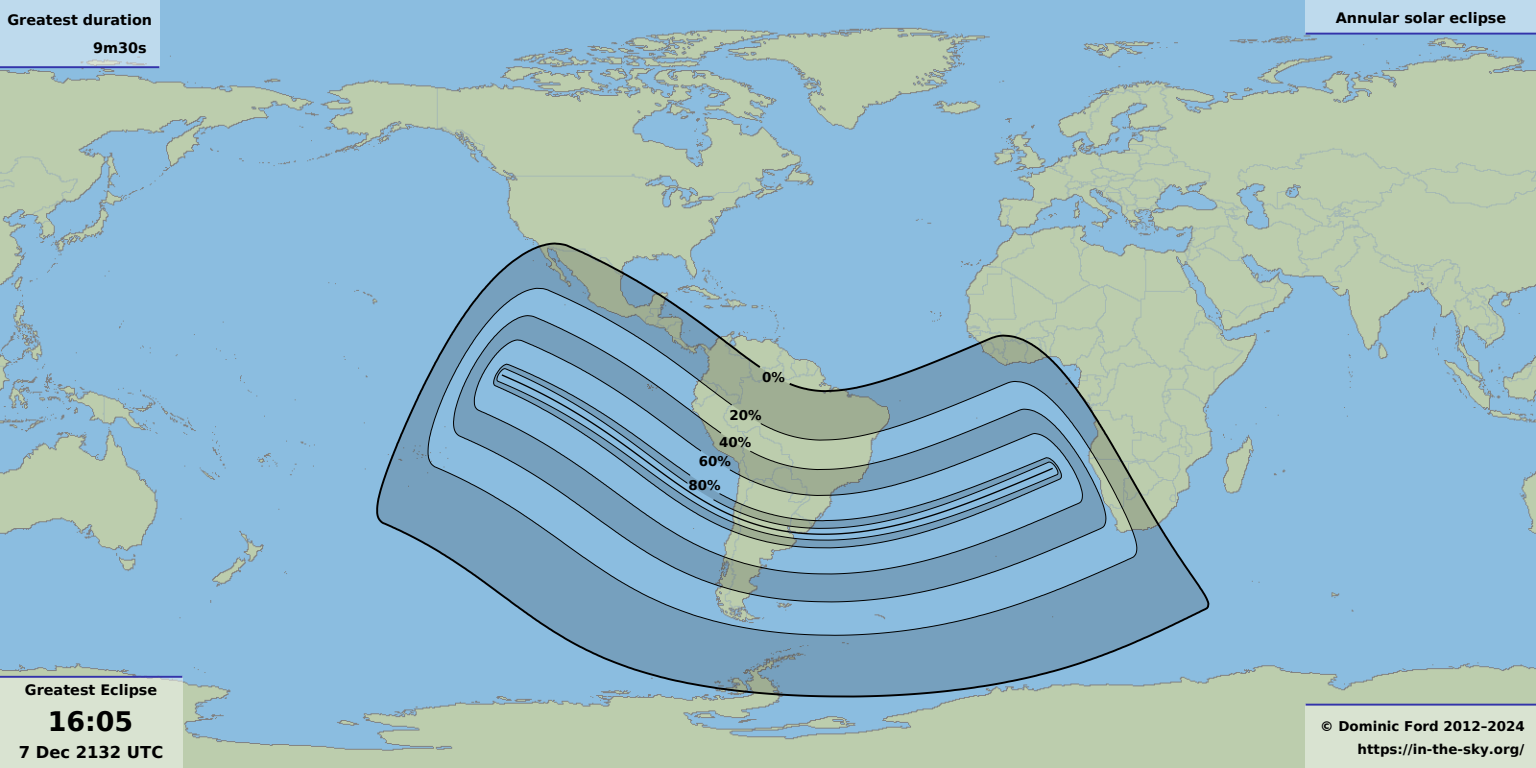 Greatest duration
9m30s
Annular solar eclipse
0%
20%
40%
60%
80%
Greatest Eclipse
16:05
7 Dec 2132 UTC
© Dominic Ford 2012–2024
https://in-the-sky.org/